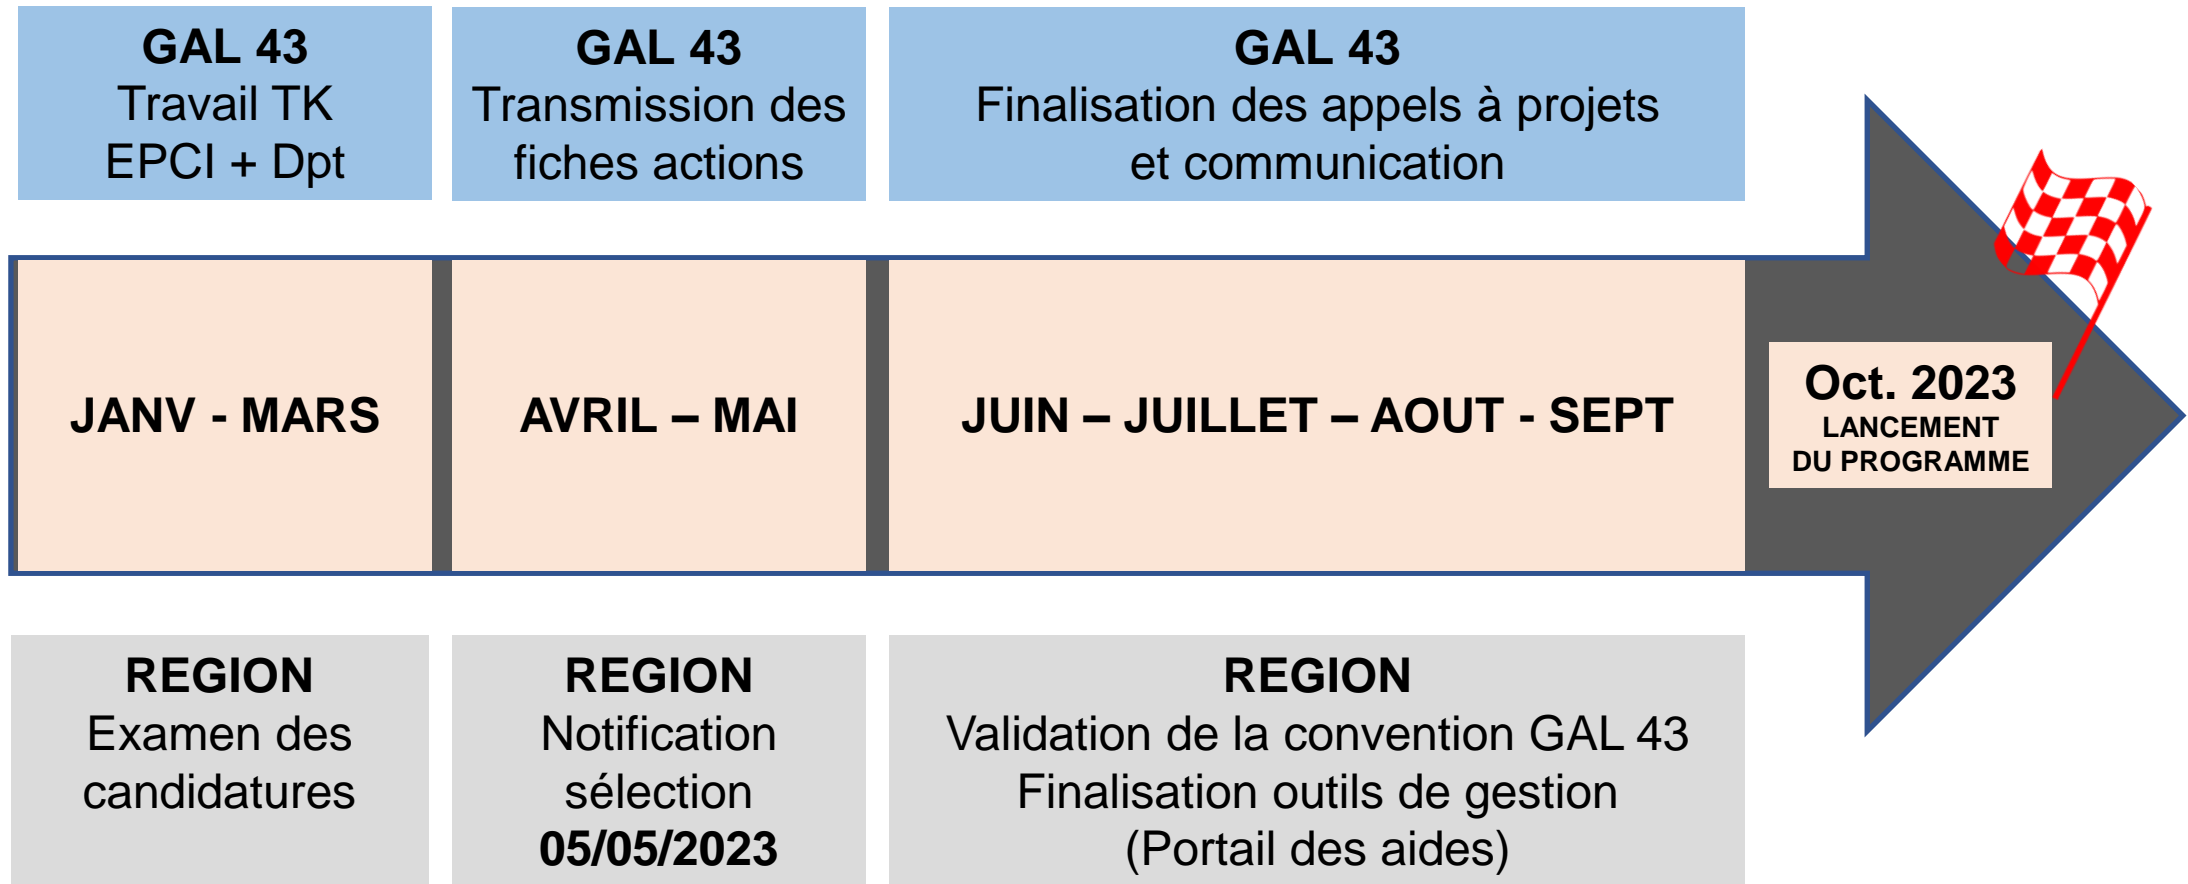 GAL 43
Travail TK
EPCI + Dpt
GAL 43
Transmission des
fiches actions
GAL 43
Finalisation des appels à projets
et communication
JANV - MARS
AVRIL – MAI
JUIN – JUILLET – AOUT - SEPT
Oct. 2023
LANCEMENT
DU PROGRAMME
REGION
Examen des
candidatures
REGION
Notification
sélection
05/05/2023
REGION
Validation de la convention GAL 43
Finalisation outils de gestion
(Portail des aides)